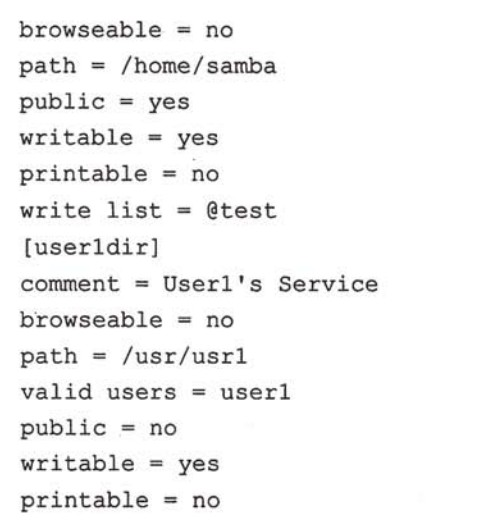 browseable = no
path = /home/samba
public = yes
writable = yes
printable = no
write list = @test
[user1dir]
comment = User1's Service
browseable = no
path = /usr/usr1
valid users = user1
public = no
writable = yes
printable = no